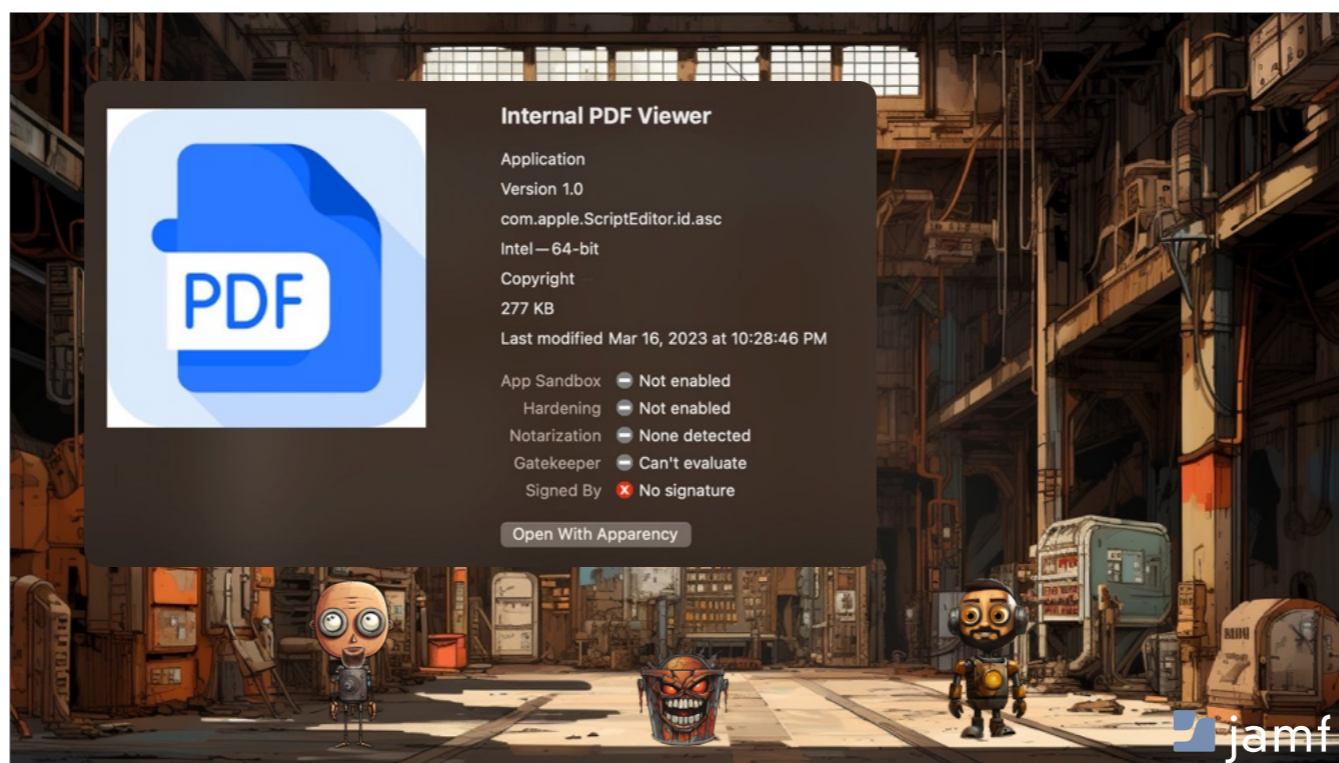 Internal PDF Viewer
Application
Version 1.0
com.apple.ScriptEditor.id.asc
Intel — 64-bit
Copyright
277 KB
Last modified Mar 16, 2023 at 10:28:46 PM
App Sandbox Not enabled
Hardening Not enabled
Notarization None detected
Gatekeeper Can't evaluate
Signed By No signature
Open With Apparency
PDF
jamf